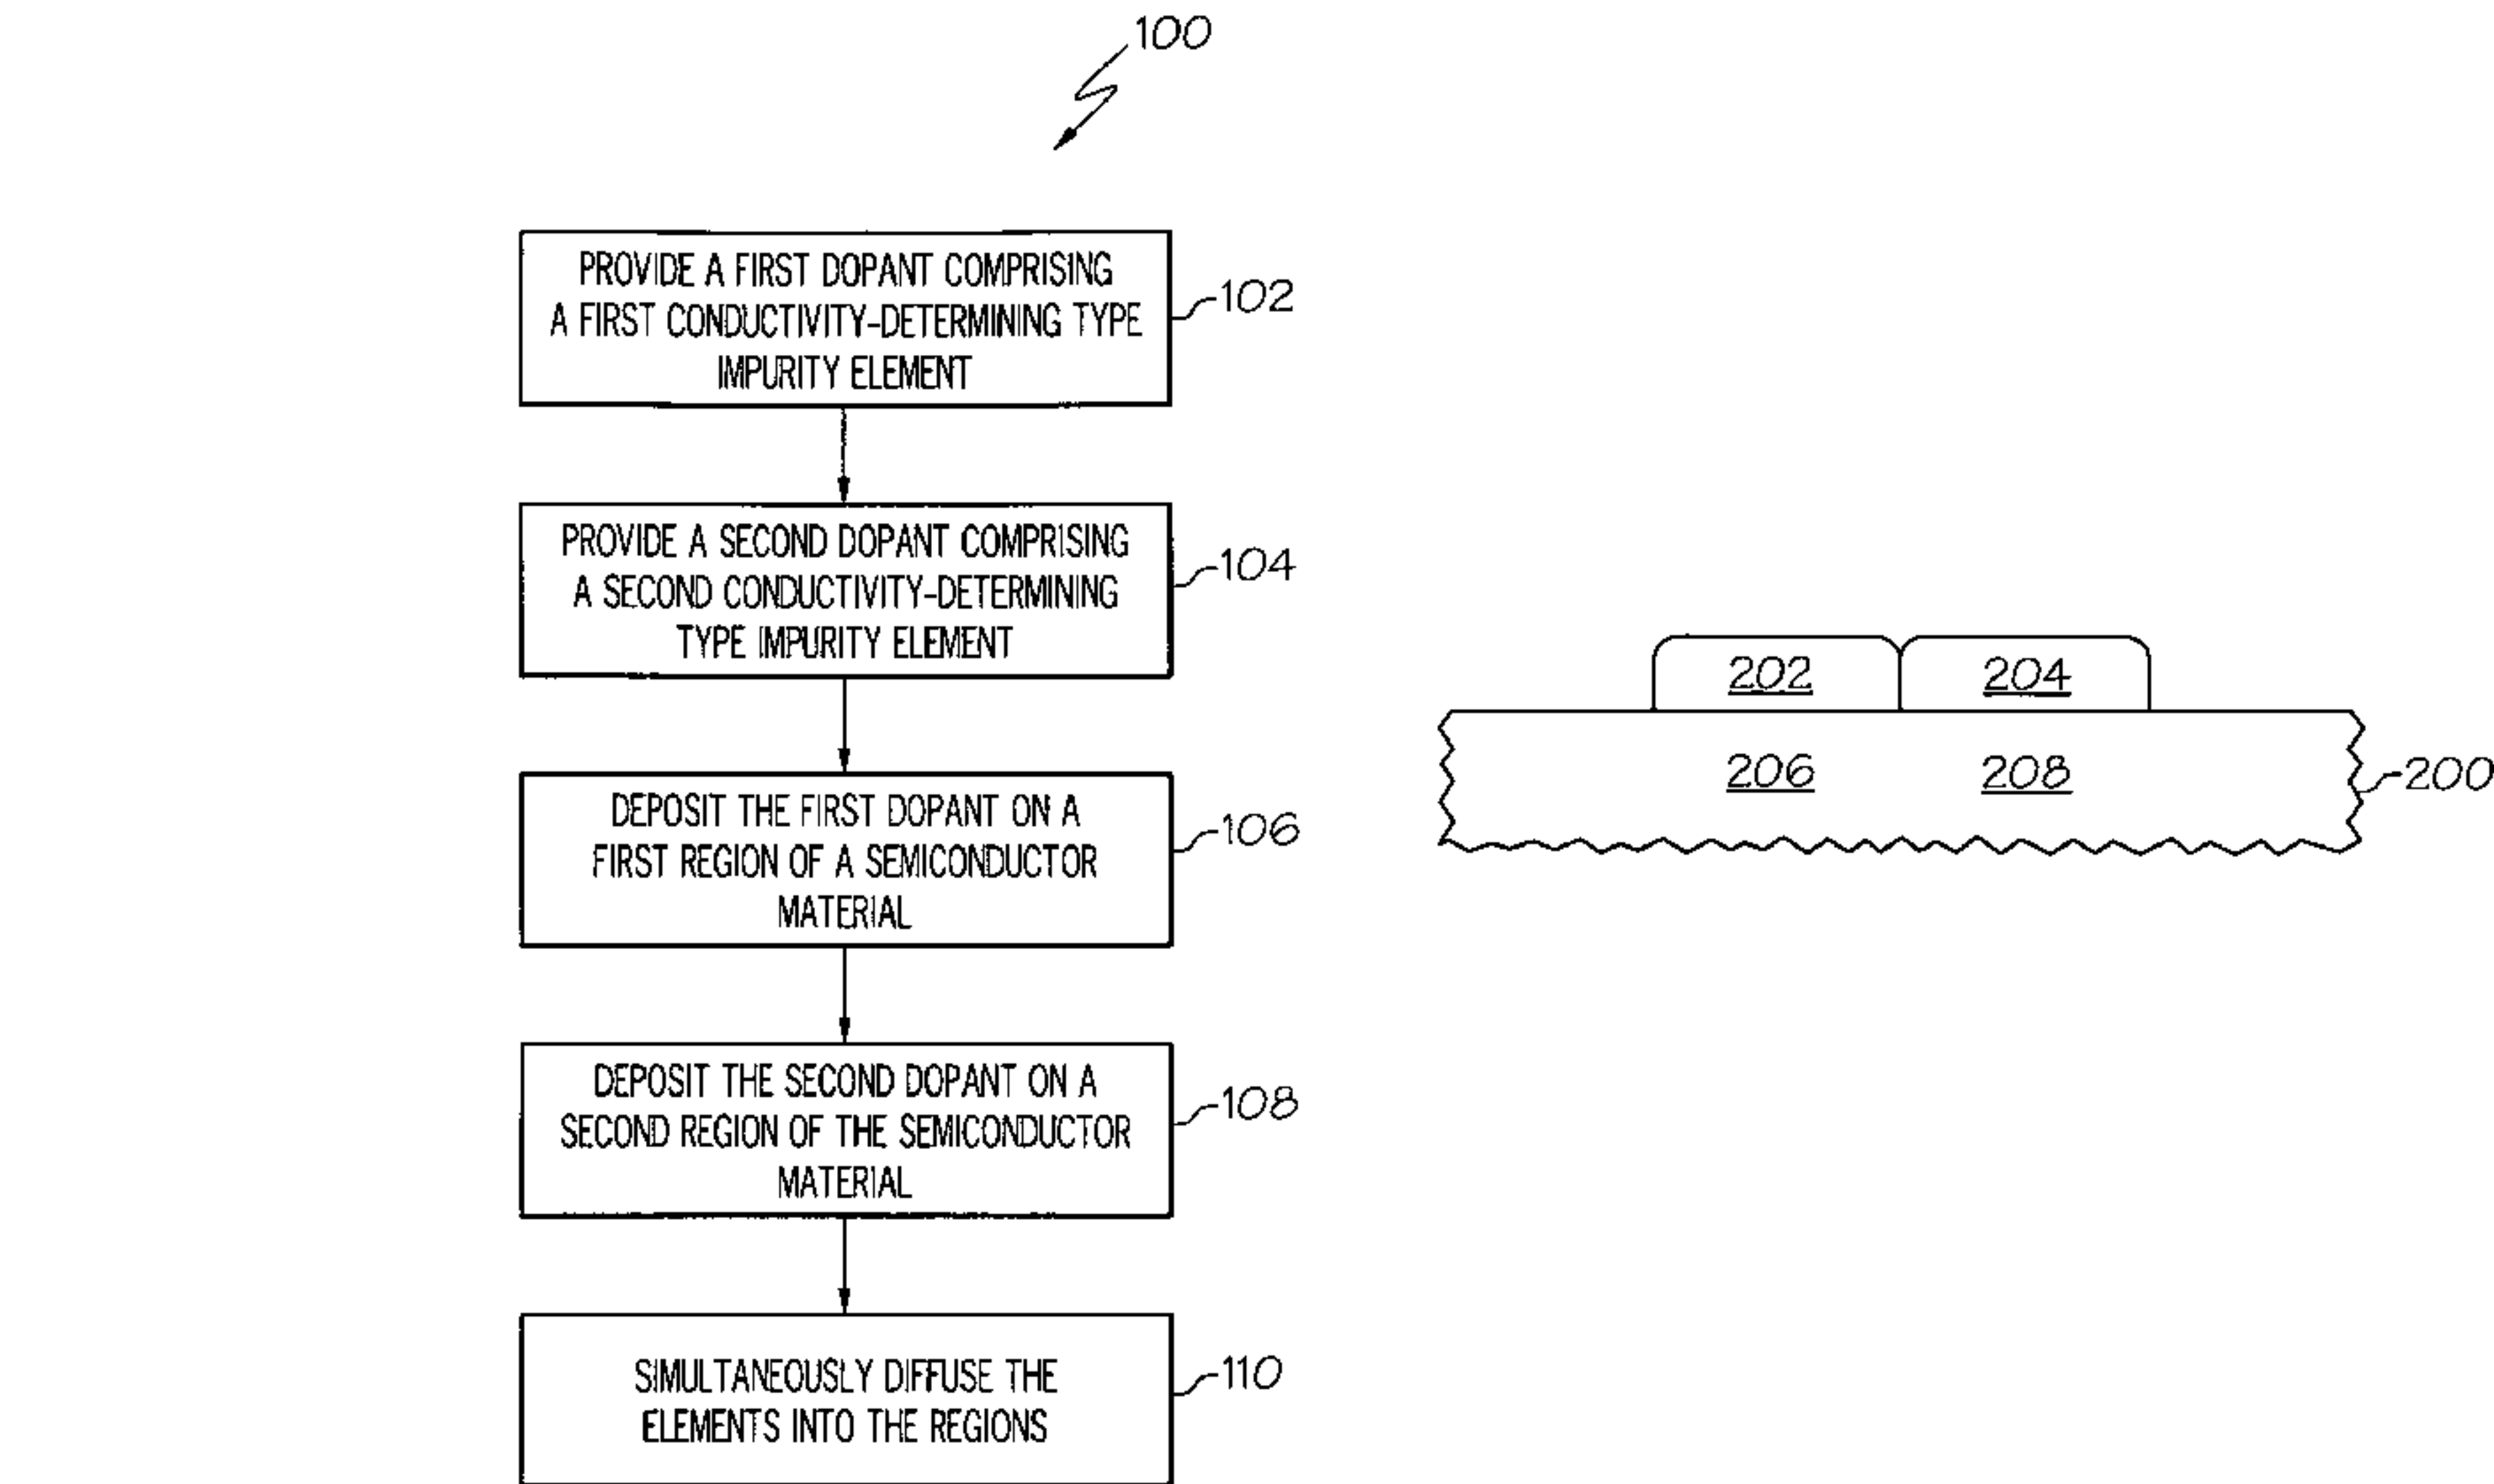 100
PROVIDE A FIRST DOPANT COMPRISING
A FIRST CONDUCTIVITY-DETERMINING TYPE
IMPURITY ELEMENT
102
PROVIDE A SECOND DOPANT COMPRISING
A SECOND CONDUCTIVITY-DETERMINING
TYPE IMPURITY ELEMENT
104
DEPOSIT THE FIRST DOPANT ON A
FIRST REGION OF A SEMICONDUCTOR
MATERIAL
106
DEPOSIT THE SECOND DOPANT ON A
SECOND REGION OF THE SEMICONDUCTOR
MATERIAL
108
SIMULTANEOUSLY DIFFUSE THE
ELEMENTS INTO THE REGIONS
110
202 204
206 208
200